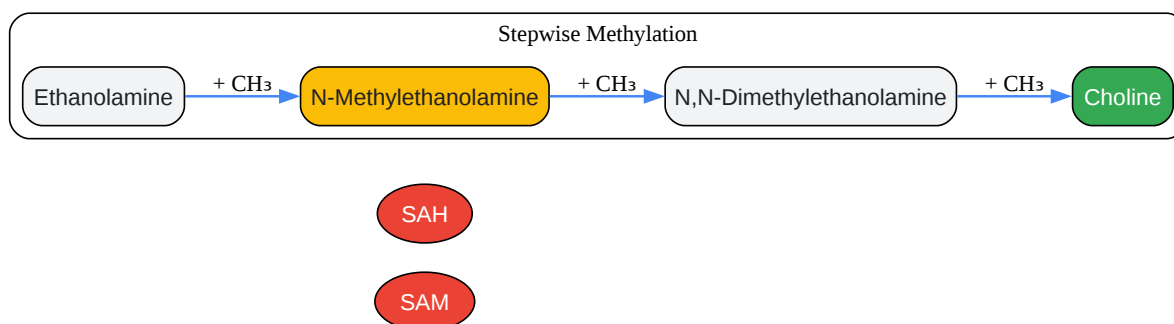 Stepwise Methylation
Ethanolamine + CH₃ N-Methylethanolamine + CH₃ N,N-Dimethylethanolamine + CH₃ Choline
SAH
SAM